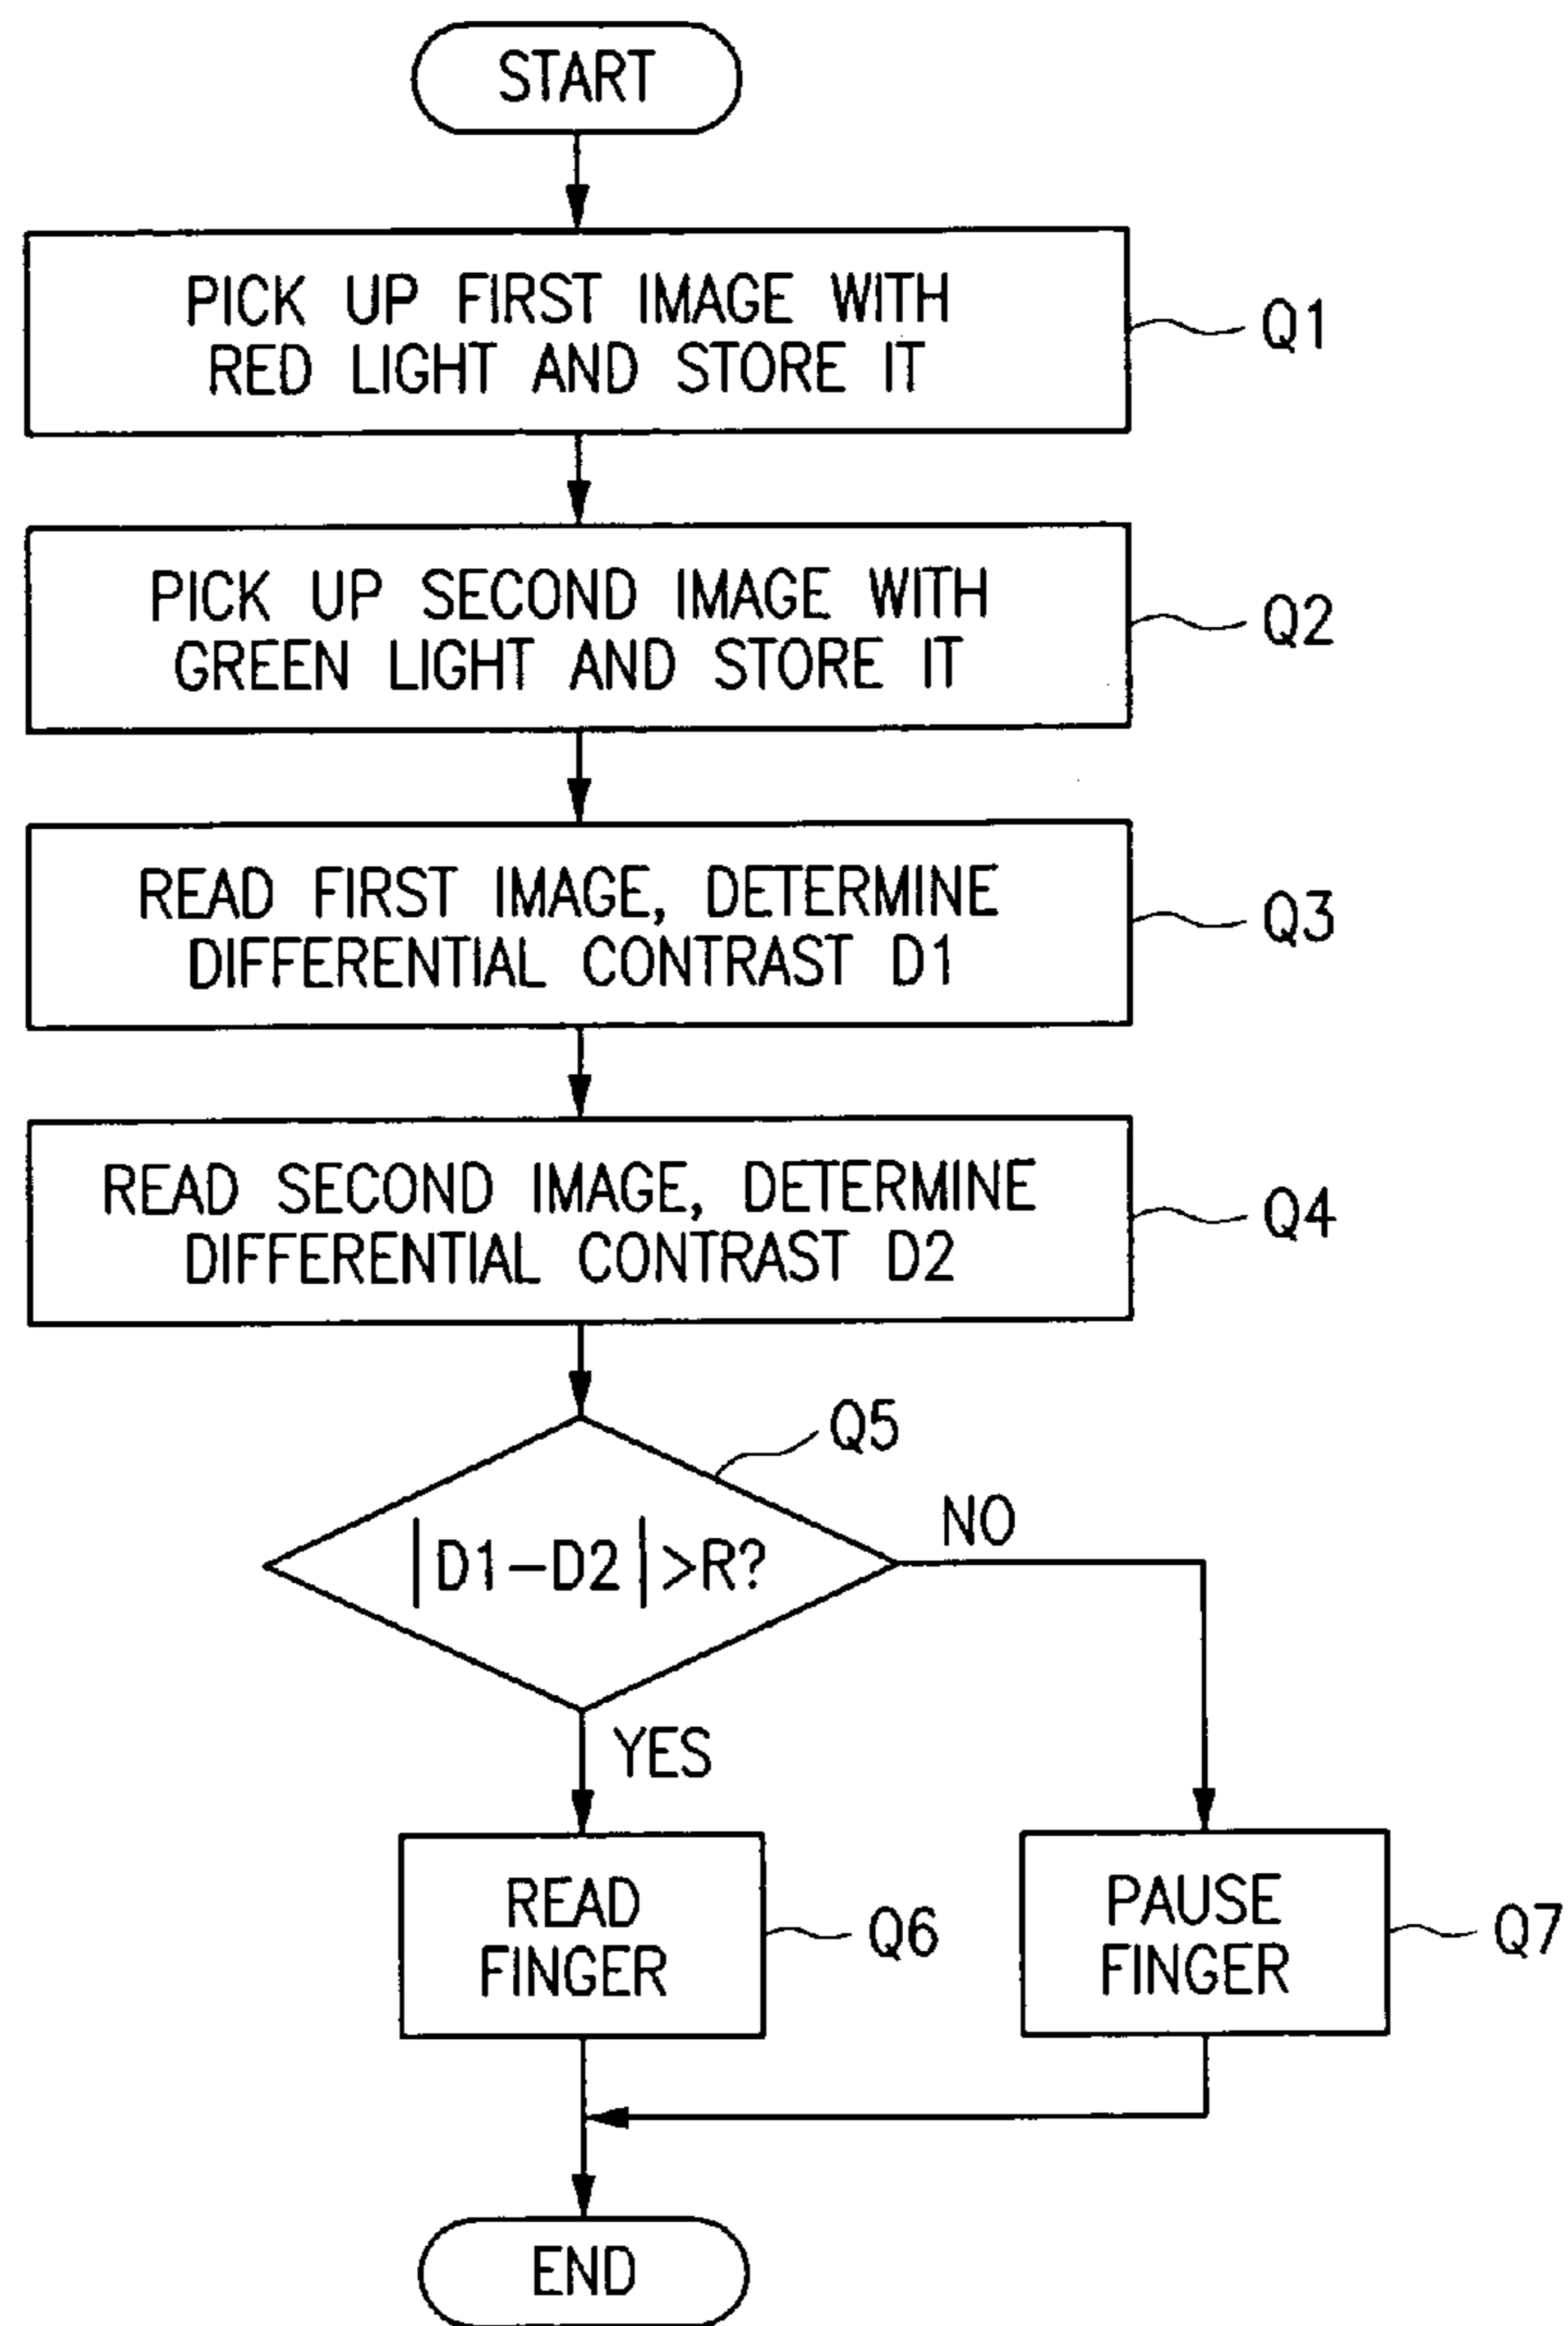 START
PICK UP FIRST IMAGE WITH
RED LIGHT AND STORE IT
Q1
PICK UP SECOND IMAGE WITH
GREEN LIGHT AND STORE IT
Q2
READ FIRST IMAGE, DETERMINE
DIFFERENTIAL CONTRAST D1
Q3
READ SECOND IMAGE, DETERMINE
DIFFERENTIAL CONTRAST D2
Q4
Q5
|D1-D2|>R?
NO
YES
READ
FINGER
Q6
PAUSE
FINGER
Q7
END